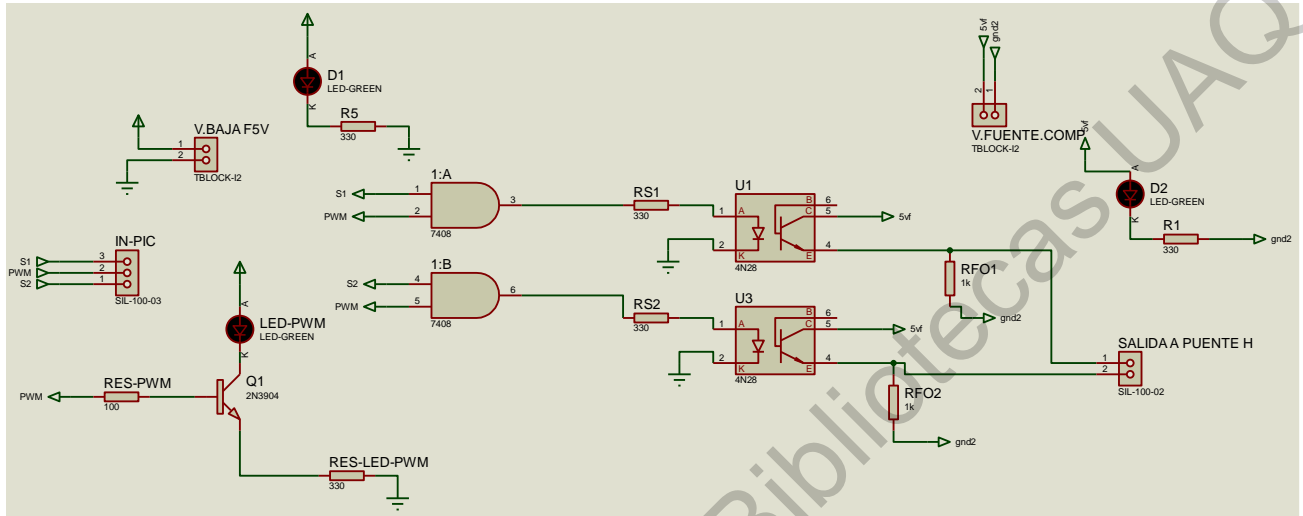 D1
LED-GREEN
A
K
R5
330
V.BAJA F5V
1
2
TBLOCK-I2
5vf
gnd2
2
1
V.FUENTE.COMP
TBLOCK-I2
5vf
A
D2
LED-GREEN
K
R1
330
gnd2
1:A
S1
1
PWM
2
3
7408
RS1
330
U1
1
A
2
K
B
6
C
5
5vf
E
4
4N28
RFO1
1k
gnd2
IN-PIC
S1
3
PWM
2
S2
1
SIL-100-03
1:B
S2
4
PWM
5
6
7408
RS2
330
U3
1
A
2
K
B
6
C
5
5vf
E
4
4N28
RFO2
1k
gnd2
SALIDA A PUENTE H
1
2
SIL-100-02
A
LED-PWM
LED-GREEN
K
RES-PWM
PWM
100
Q1
2N3904
RES-LED-PWM
330
Bibliotecas UAQ